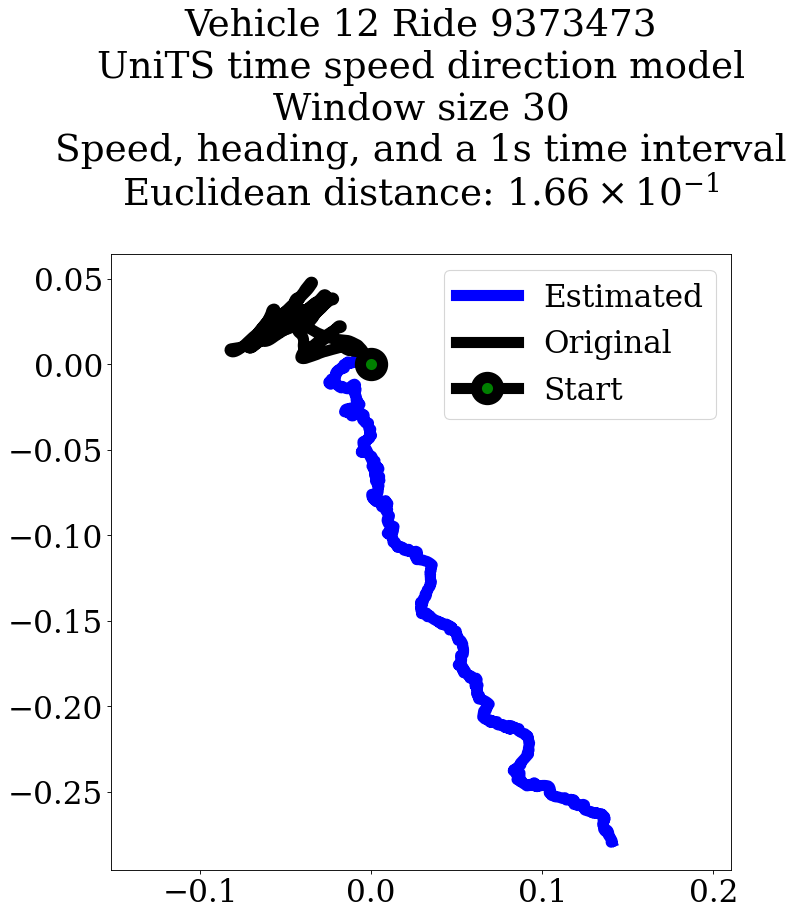 Vehicle 12 Ride 9373473
UniTS time speed direction model
Window size 30
Speed, heading, and a 1s time interval
Euclidean distance: 1.66 × 10⁻¹
0.05
0.00
−0.05
−0.10
−0.15
−0.20
−0.25
Estimated
Original
Start
−0.1
0.0
0.1
0.2